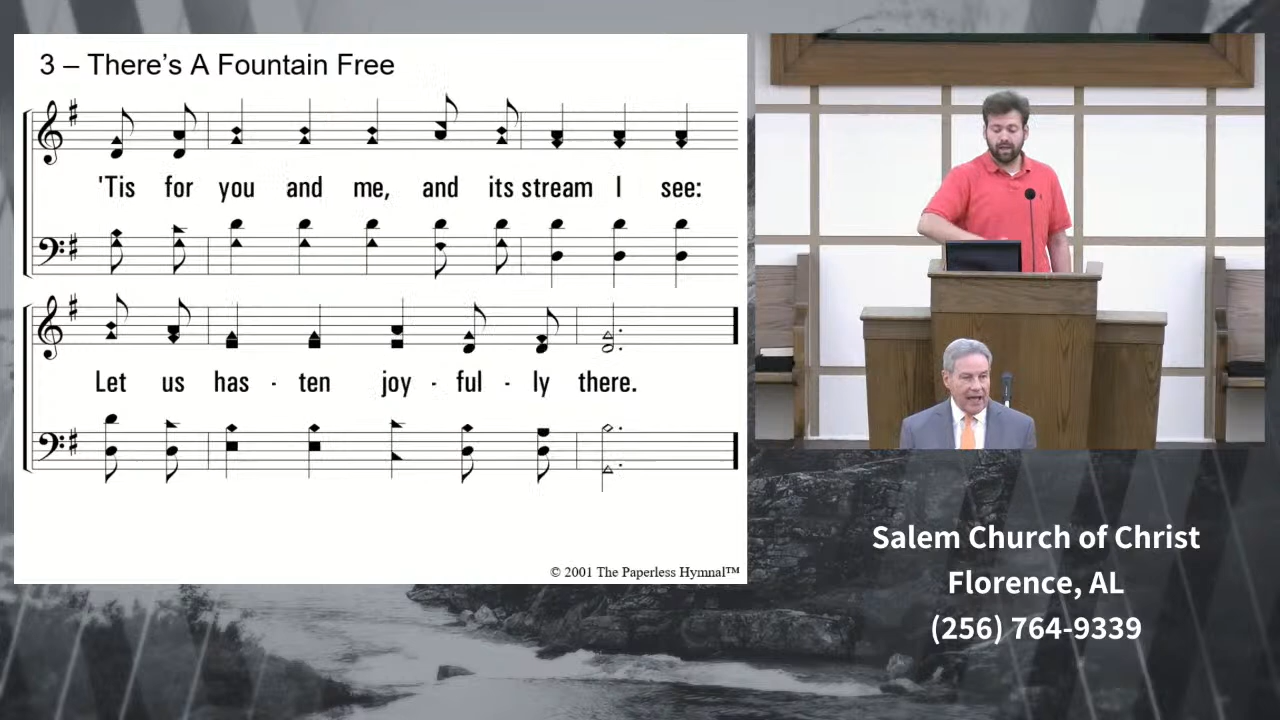 3 – There's A Fountain Free
'Tis for you and me, and its stream I see:
Let us has - ten joy - ful - ly there.
© 2001 The Paperless Hymnal™
Salem Church of Christ
Florence, AL
(256) 764-9339